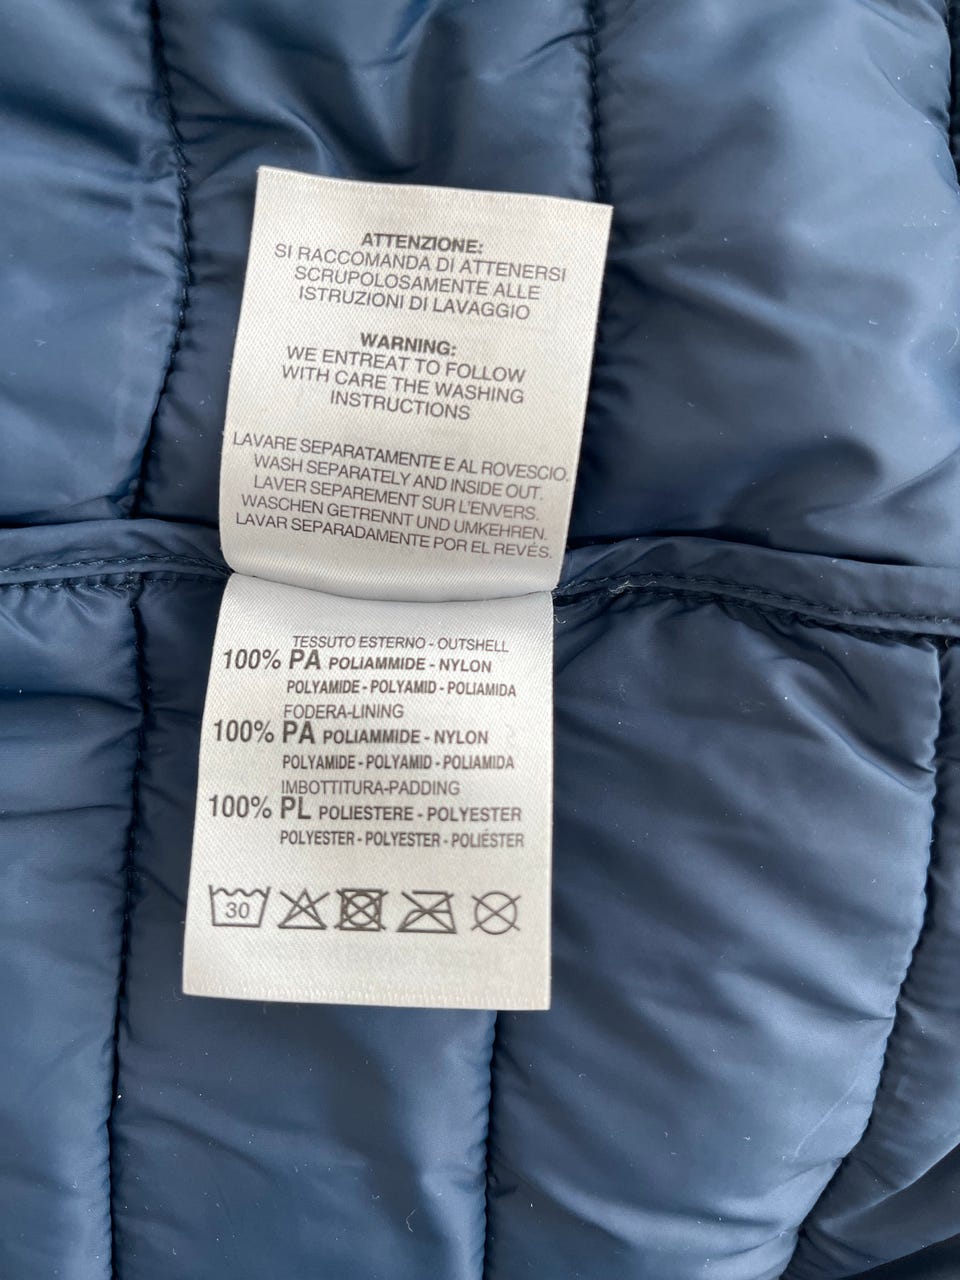 ATTENZIONE:
SI RACCOMANDA DI ATTENERSI
SCRUPOLOSAMENTE ALLE
ISTRUZIONI DI LAVAGGIO
WARNING:
WE ENTREAT TO FOLLOW
WITH CARE THE WASHING
INSTRUCTIONS
LAVARE SEPARATAMENTE E AL ROVESCIO.
WASH SEPARATELY AND INSIDE OUT.
LAVER SEPAREMENT SUR L'ENVERS.
WASCHEN GETRENNT UND UMKEHREN.
LAVAR SEPARADAMENTE POR EL REVÉS.
TESSUTO ESTERNO - OUTSHELL
100% PA POLIAMMIDE - NYLON
POLYAMIDE - POLYAMID - POLIAMIDA
FODERA-LINING
100% PA POLIAMMIDE - NYLON
POLYAMIDE - POLYAMID - POLIAMIDA
IMBOTTITURA-PADDING
100% PL POLIESTERE - POLYESTER
POLYESTER - POLYESTER - POLIÉSTER
30